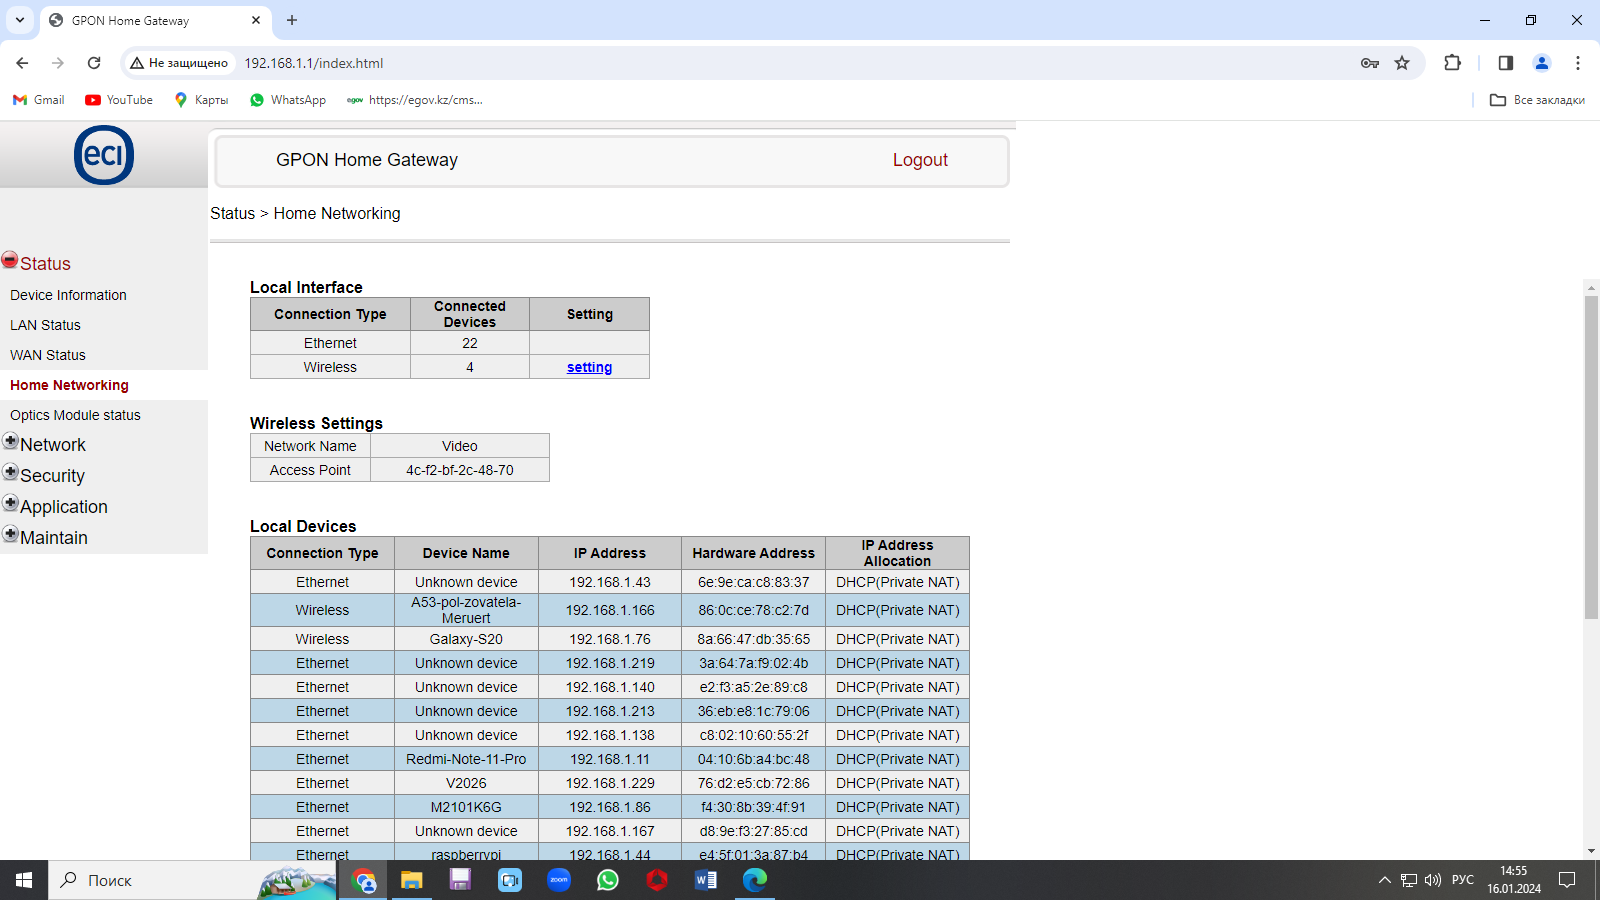 GPON Home Gateway
Не защищено 192.168.1.1/index.html
Gmail YouTube Карты WhatsApp egov https://egov.kz/cms... Все закладки
ECI
GPON Home Gateway Logout
Status > Home Networking
Status
Device Information
LAN Status
WAN Status
Home Networking
Optics Module status
Network
Security
Application
Maintain
Local Interface
Connection Type Connected Devices Setting
Ethernet 22
Wireless 4 setting
Wireless Settings
Network Name Video
Access Point 4c-f2-bf-2c-48-70
Local Devices
Connection Type Device Name IP Address Hardware Address IP Address Allocation
Ethernet Unknown device 192.168.1.43 6e:9e:ca:c8:83:37 DHCP(Private NAT)
Wireless A53-pol-zovatela-Meruert 192.168.1.166 86:0c:ce:78:c2:7d DHCP(Private NAT)
Wireless Galaxy-S20 192.168.1.76 8a:66:47:db:35:65 DHCP(Private NAT)
Ethernet Unknown device 192.168.1.219 3a:64:7a:f9:02:4b DHCP(Private NAT)
Ethernet Unknown device 192.168.1.140 e2:f3:a5:2e:89:c8 DHCP(Private NAT)
Ethernet Unknown device 192.168.1.213 36:eb:e8:1c:79:06 DHCP(Private NAT)
Ethernet Unknown device 192.168.1.138 c8:02:10:60:55:2f DHCP(Private NAT)
Ethernet Redmi-Note-11-Pro 192.168.1.11 04:10:6b:a4:bc:48 DHCP(Private NAT)
Ethernet V2026 192.168.1.229 76:d2:e5:cb:72:86 DHCP(Private NAT)
Ethernet M2101K6G 192.168.1.86 f4:30:8b:39:4f:91 DHCP(Private NAT)
Ethernet Unknown device 192.168.1.167 d8:9e:f3:27:85:cd DHCP(Private NAT)
Ethernet raspberrypi 192.168.1.44 e4:5f:01:3a:87:b4 DHCP(Private NAT)
Поиск zoom РУС 14:55
16.01.2024